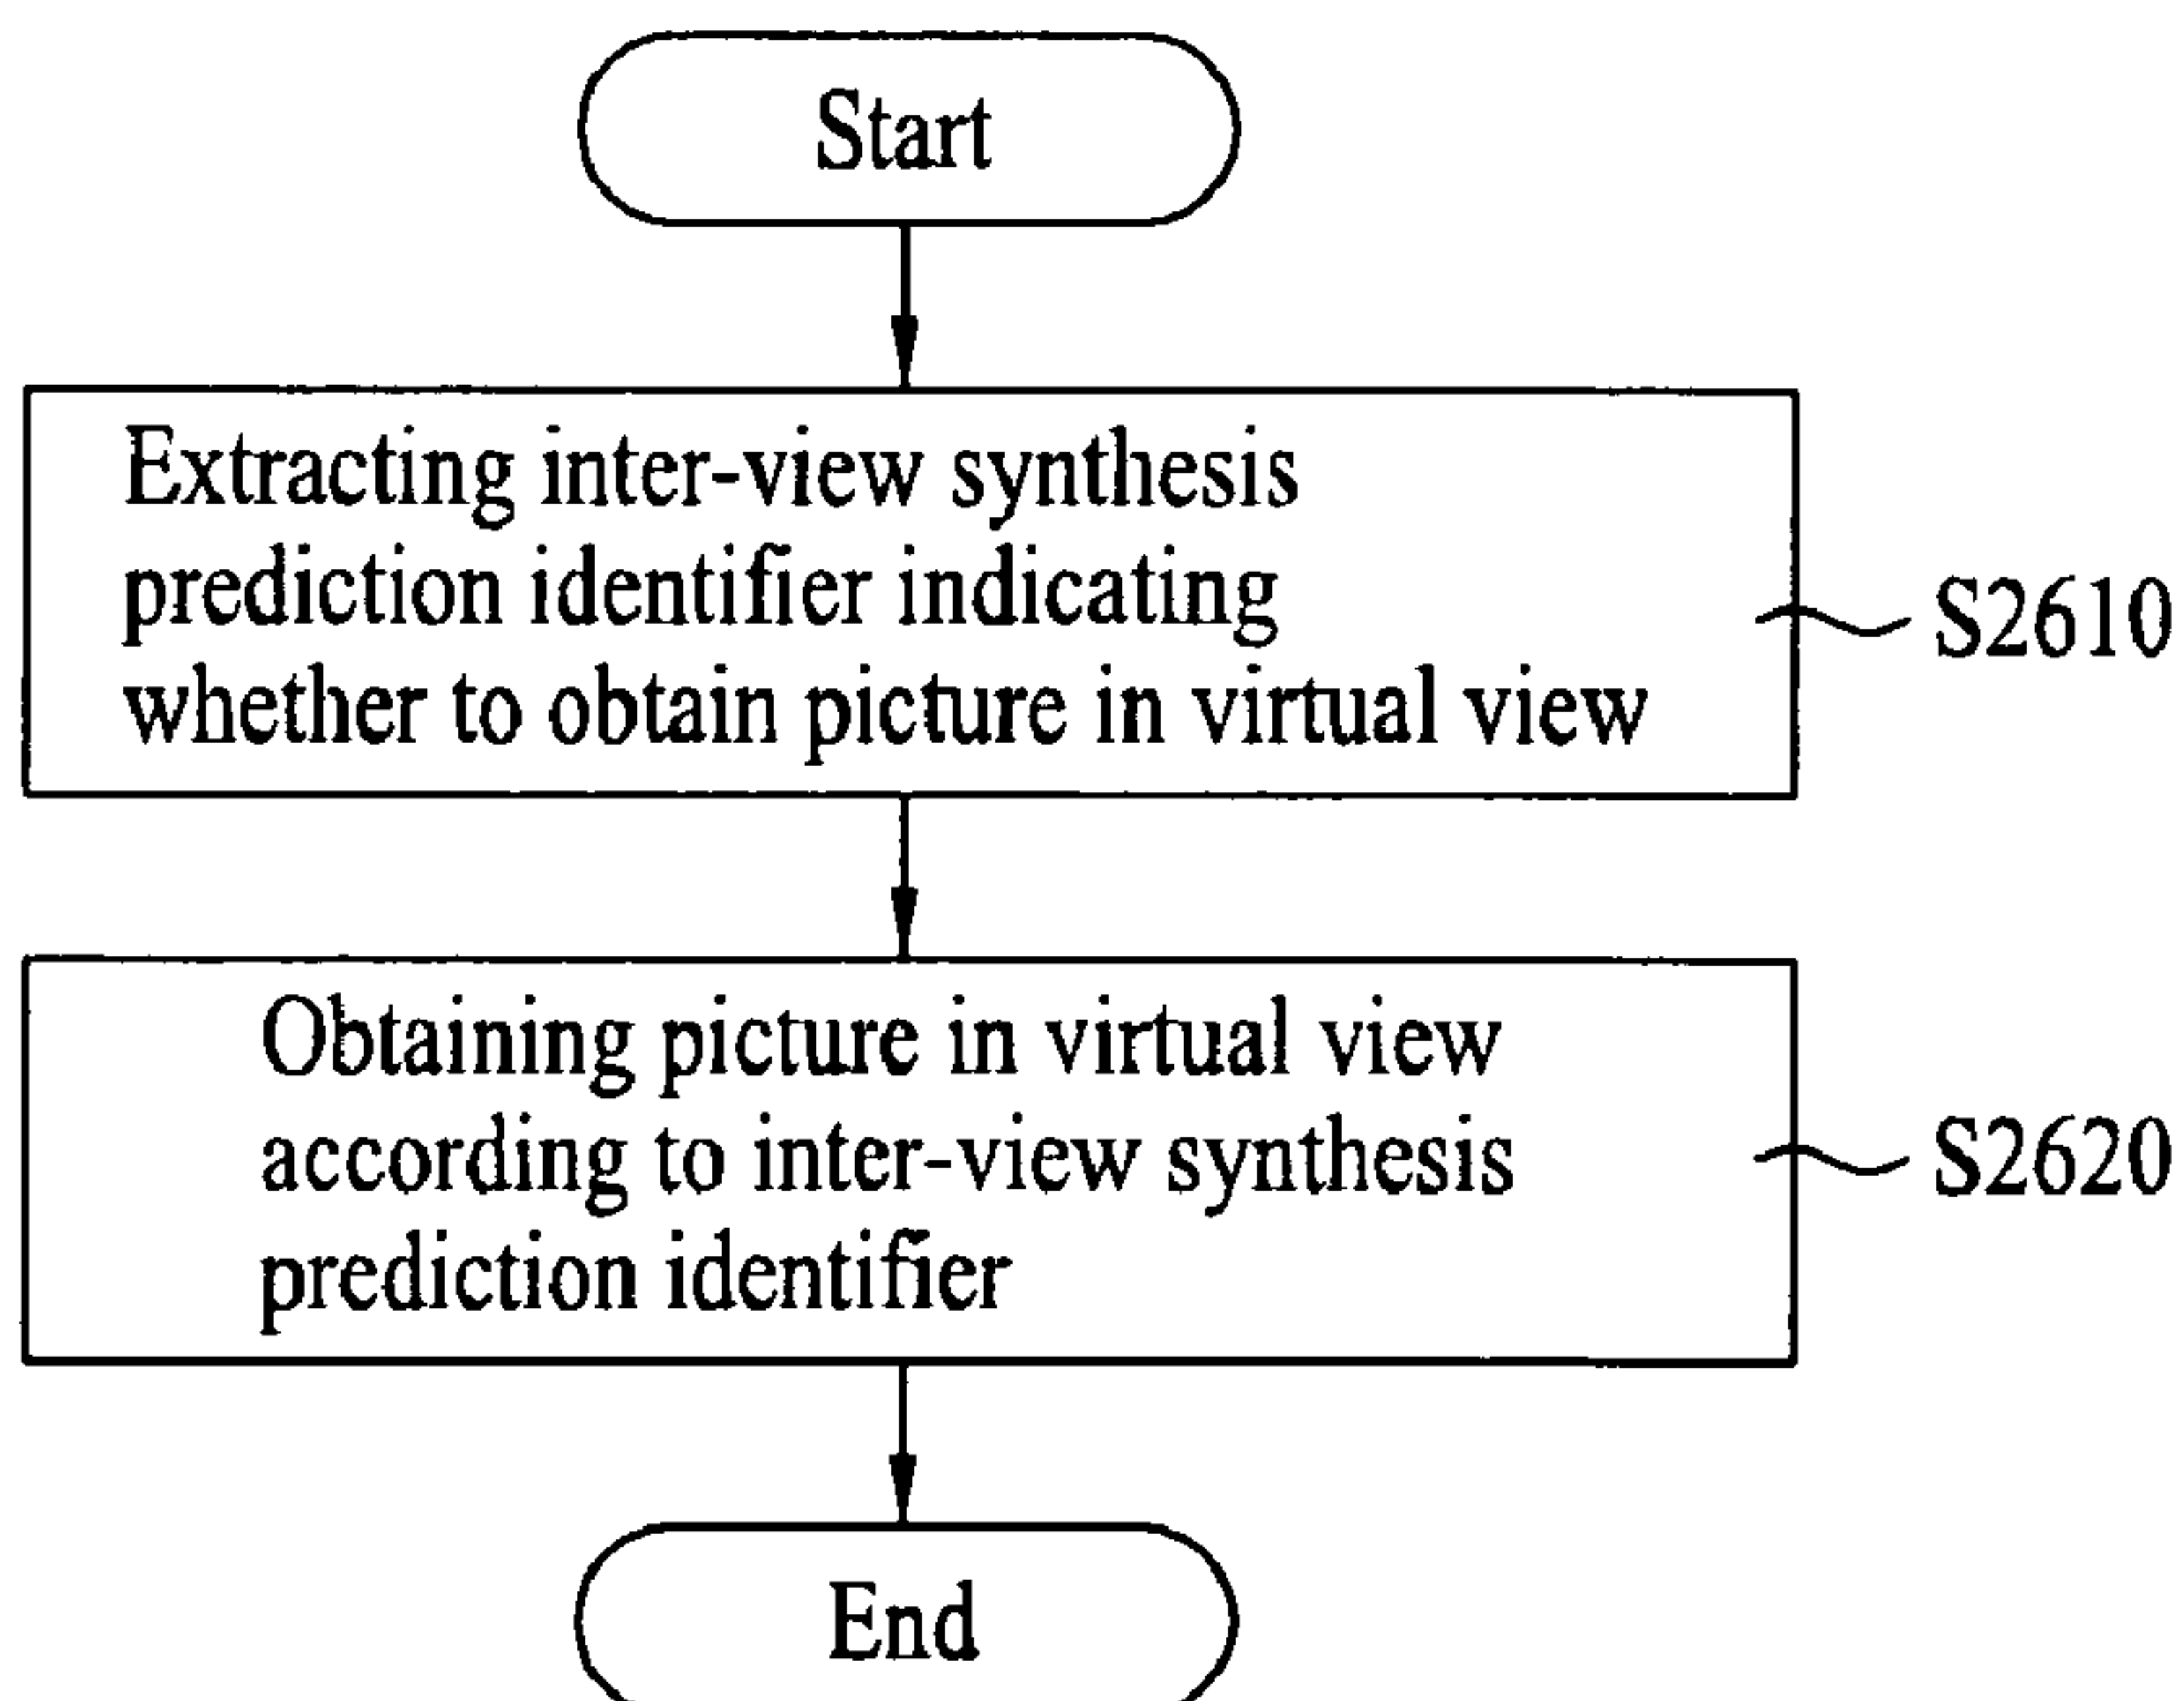 Start
Extracting inter-view synthesis
prediction identifier indicating
whether to obtain picture in virtual view
S2610
Obtaining picture in virtual view
according to inter-view synthesis
prediction identifier
S2620
End